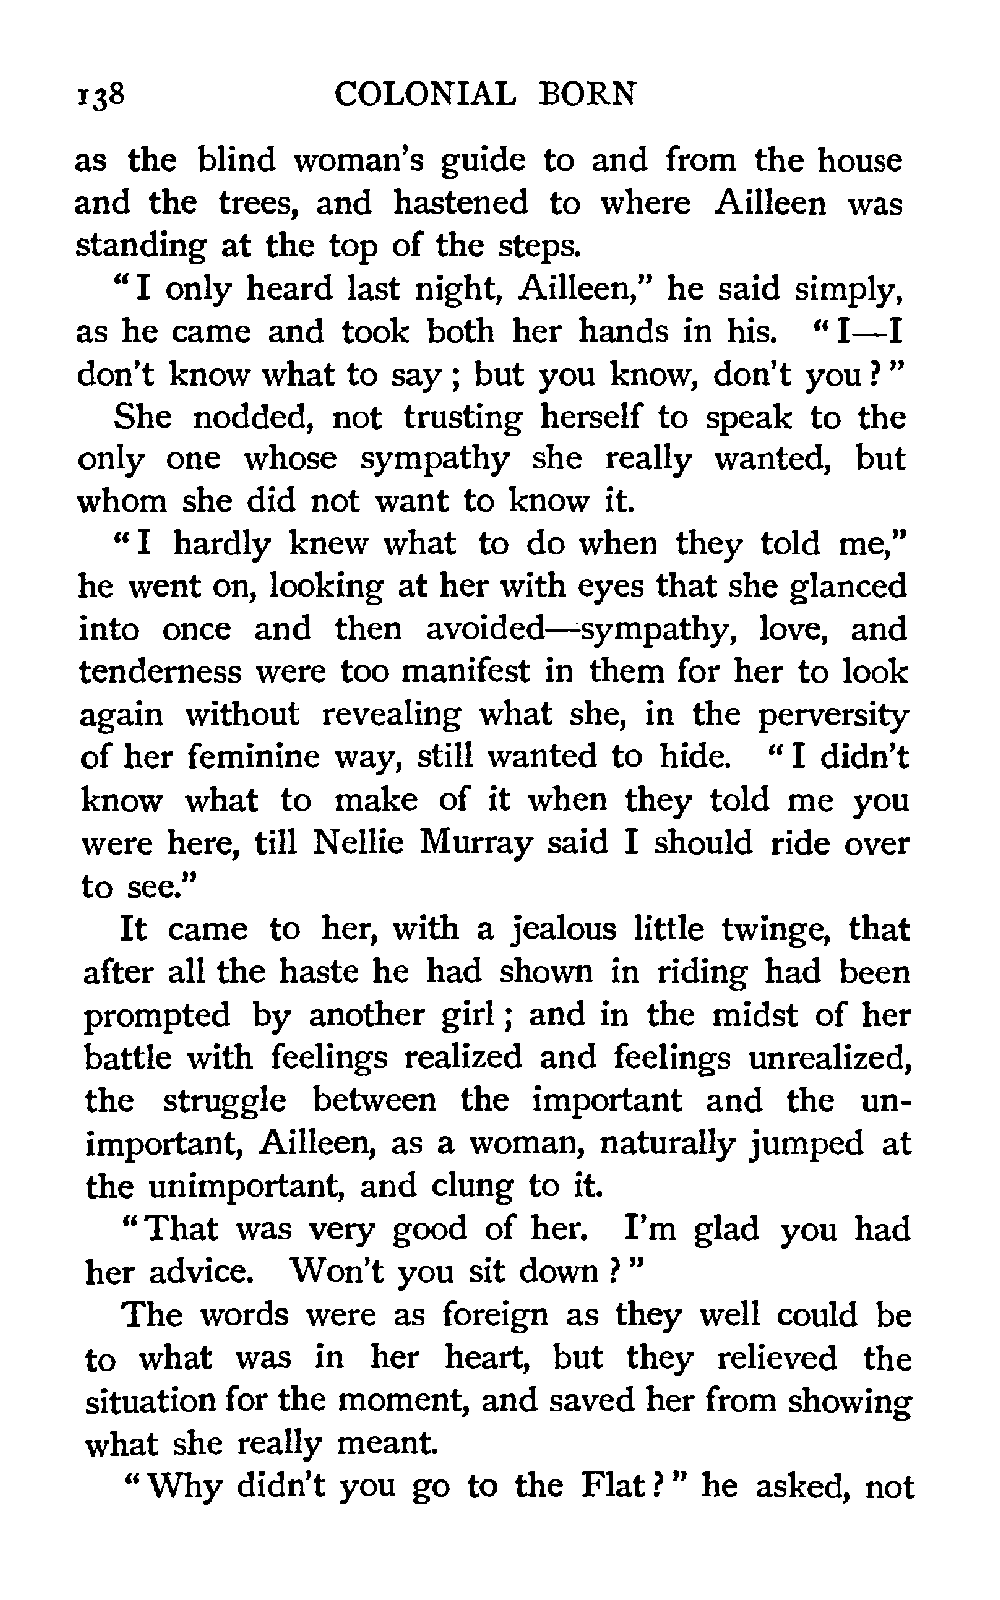 138 COLONIAL BORN
as the blind woman's guide to and from the house
and the trees, and hastened to where Ailleen was
standing at the top of the steps.
"I only heard last night, Ailleen," he said simply,
as he came and took both her hands in his. "I—I
don't know what to say; but you know, don't you?"
She nodded, not trusting herself to speak to the
only one whose sympathy she really wanted, but
whom she did not want to know it.
"I hardly knew what to do when they told me,"
he went on, looking at her with eyes that she glanced
into once and then avoided—sympathy, love, and
tenderness were too manifest in them for her to look
again without revealing what she, in the perversity
of her feminine way, still wanted to hide. "I didn't
know what to make of it when they told me you
were here, till Nellie Murray said I should ride over
to see."
It came to her, with a jealous little twinge, that
after all the haste he had shown in riding had been
prompted by another girl; and in the midst of her
battle with feelings realized and feelings unrealized,
the struggle between the important and the un-
important, Ailleen, as a woman, naturally jumped at
the unimportant, and clung to it.
"That was very good of her. I'm glad you had
her advice. Won't you sit down?"
The words were as foreign as they well could be
to what was in her heart, but they relieved the
situation for the moment, and saved her from showing
what she really meant.
"Why didn't you go to the Flat?" he asked, not